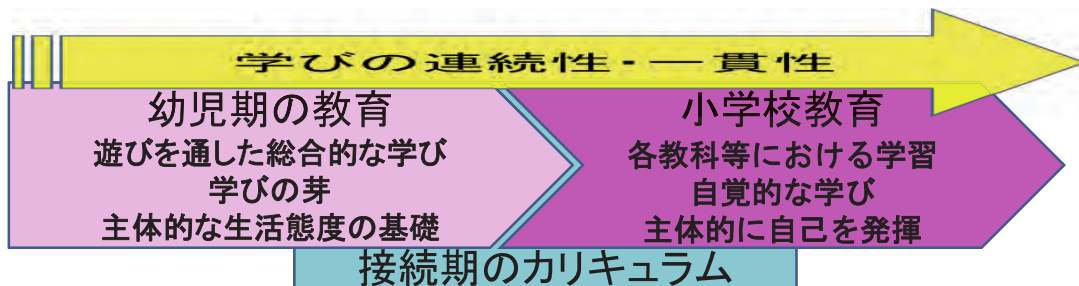 学びの連続性・一貫性
幼児期の教育
遊びを通した総合的な学び
学びの芽
主体的な生活態度の基礎
小学校教育
各教科等における学習
自覚的な学び
主体的に自己を発揮
接続期のカリキュラム